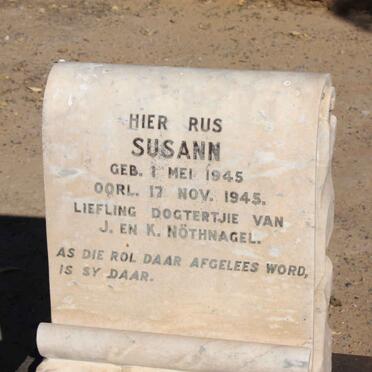 HIER RUS
SUSANN
GEB. 1 MEI 1945
OORL. 17 NOV. 1945.
LIEFLING DOGTERTJIE VAN
J. EN K. NÖTHNAGEL.
AS DIE ROL DAAR AFGELEES WORD,
IS SY DAAR.